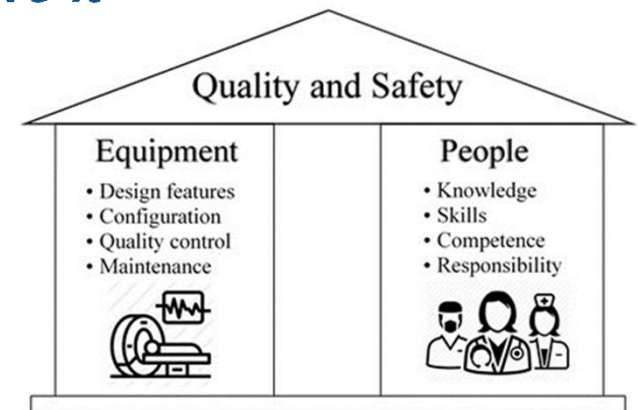 Quality and Safety
Equipment
• Design features
• Configuration
• Quality control
• Maintenance
People
• Knowledge
• Skills
• Competence
• Responsibility